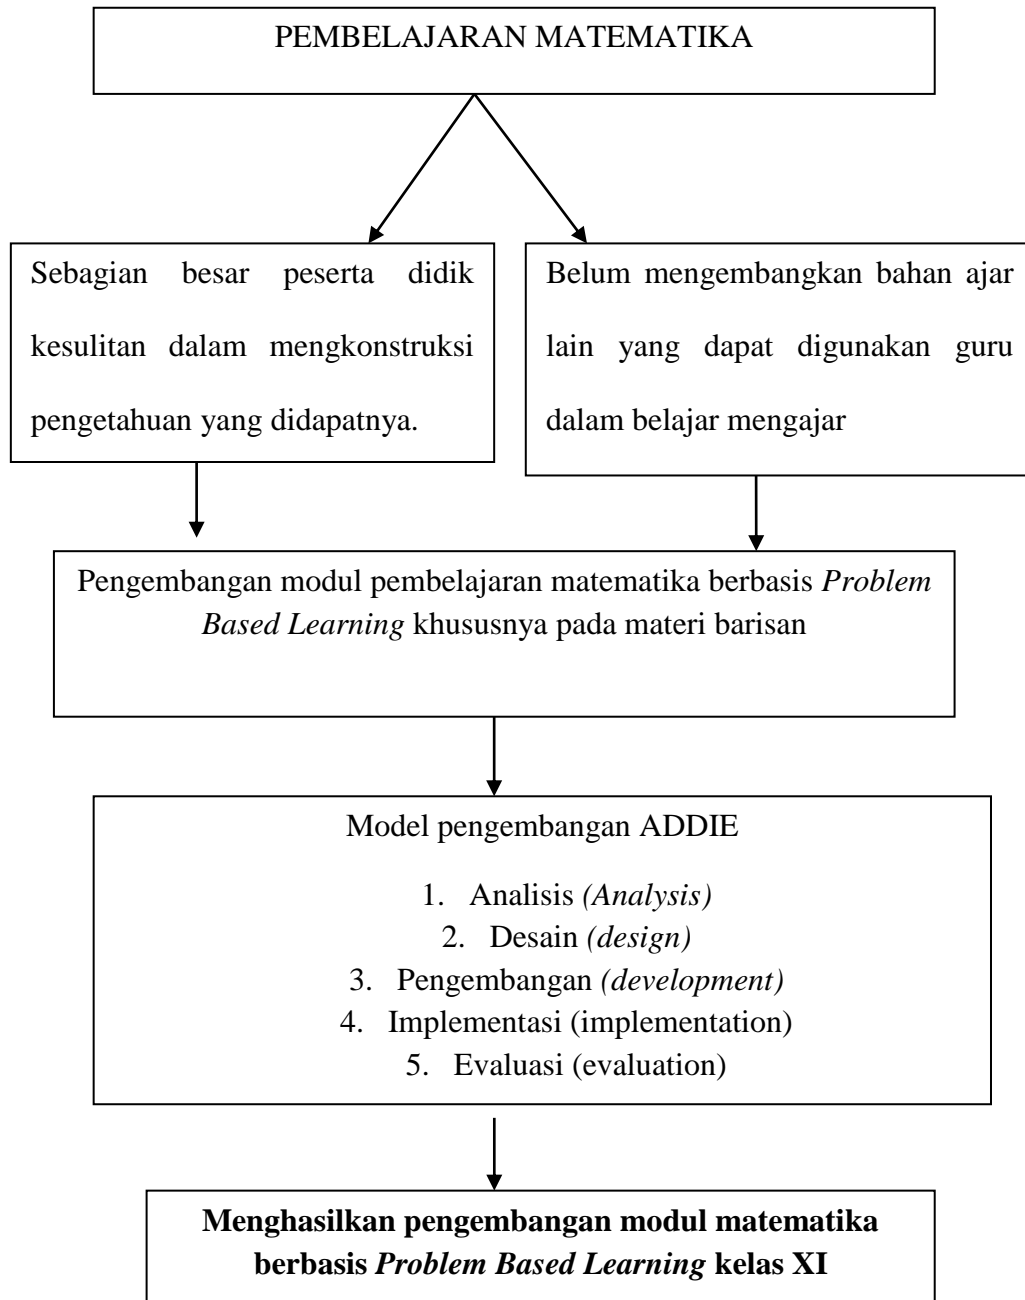 PEMBELAJARAN MATEMATIKA
Sebagian besar peserta didik
kesulitan dalam mengkonstruksi
pengetahuan yang didapatnya.
Belum mengembangkan bahan ajar
lain yang dapat digunakan guru
dalam belajar mengajar
Pengembangan modul pembelajaran matematika berbasis Problem
Based Learning khususnya pada materi barisan
Model pengembangan ADDIE
1. Analisis (Analysis)
2. Desain (design)
3. Pengembangan (development)
4. Implementasi (implementation)
5. Evaluasi (evaluation)
Menghasilkan pengembangan modul matematika
berbasis Problem Based Learning kelas XI